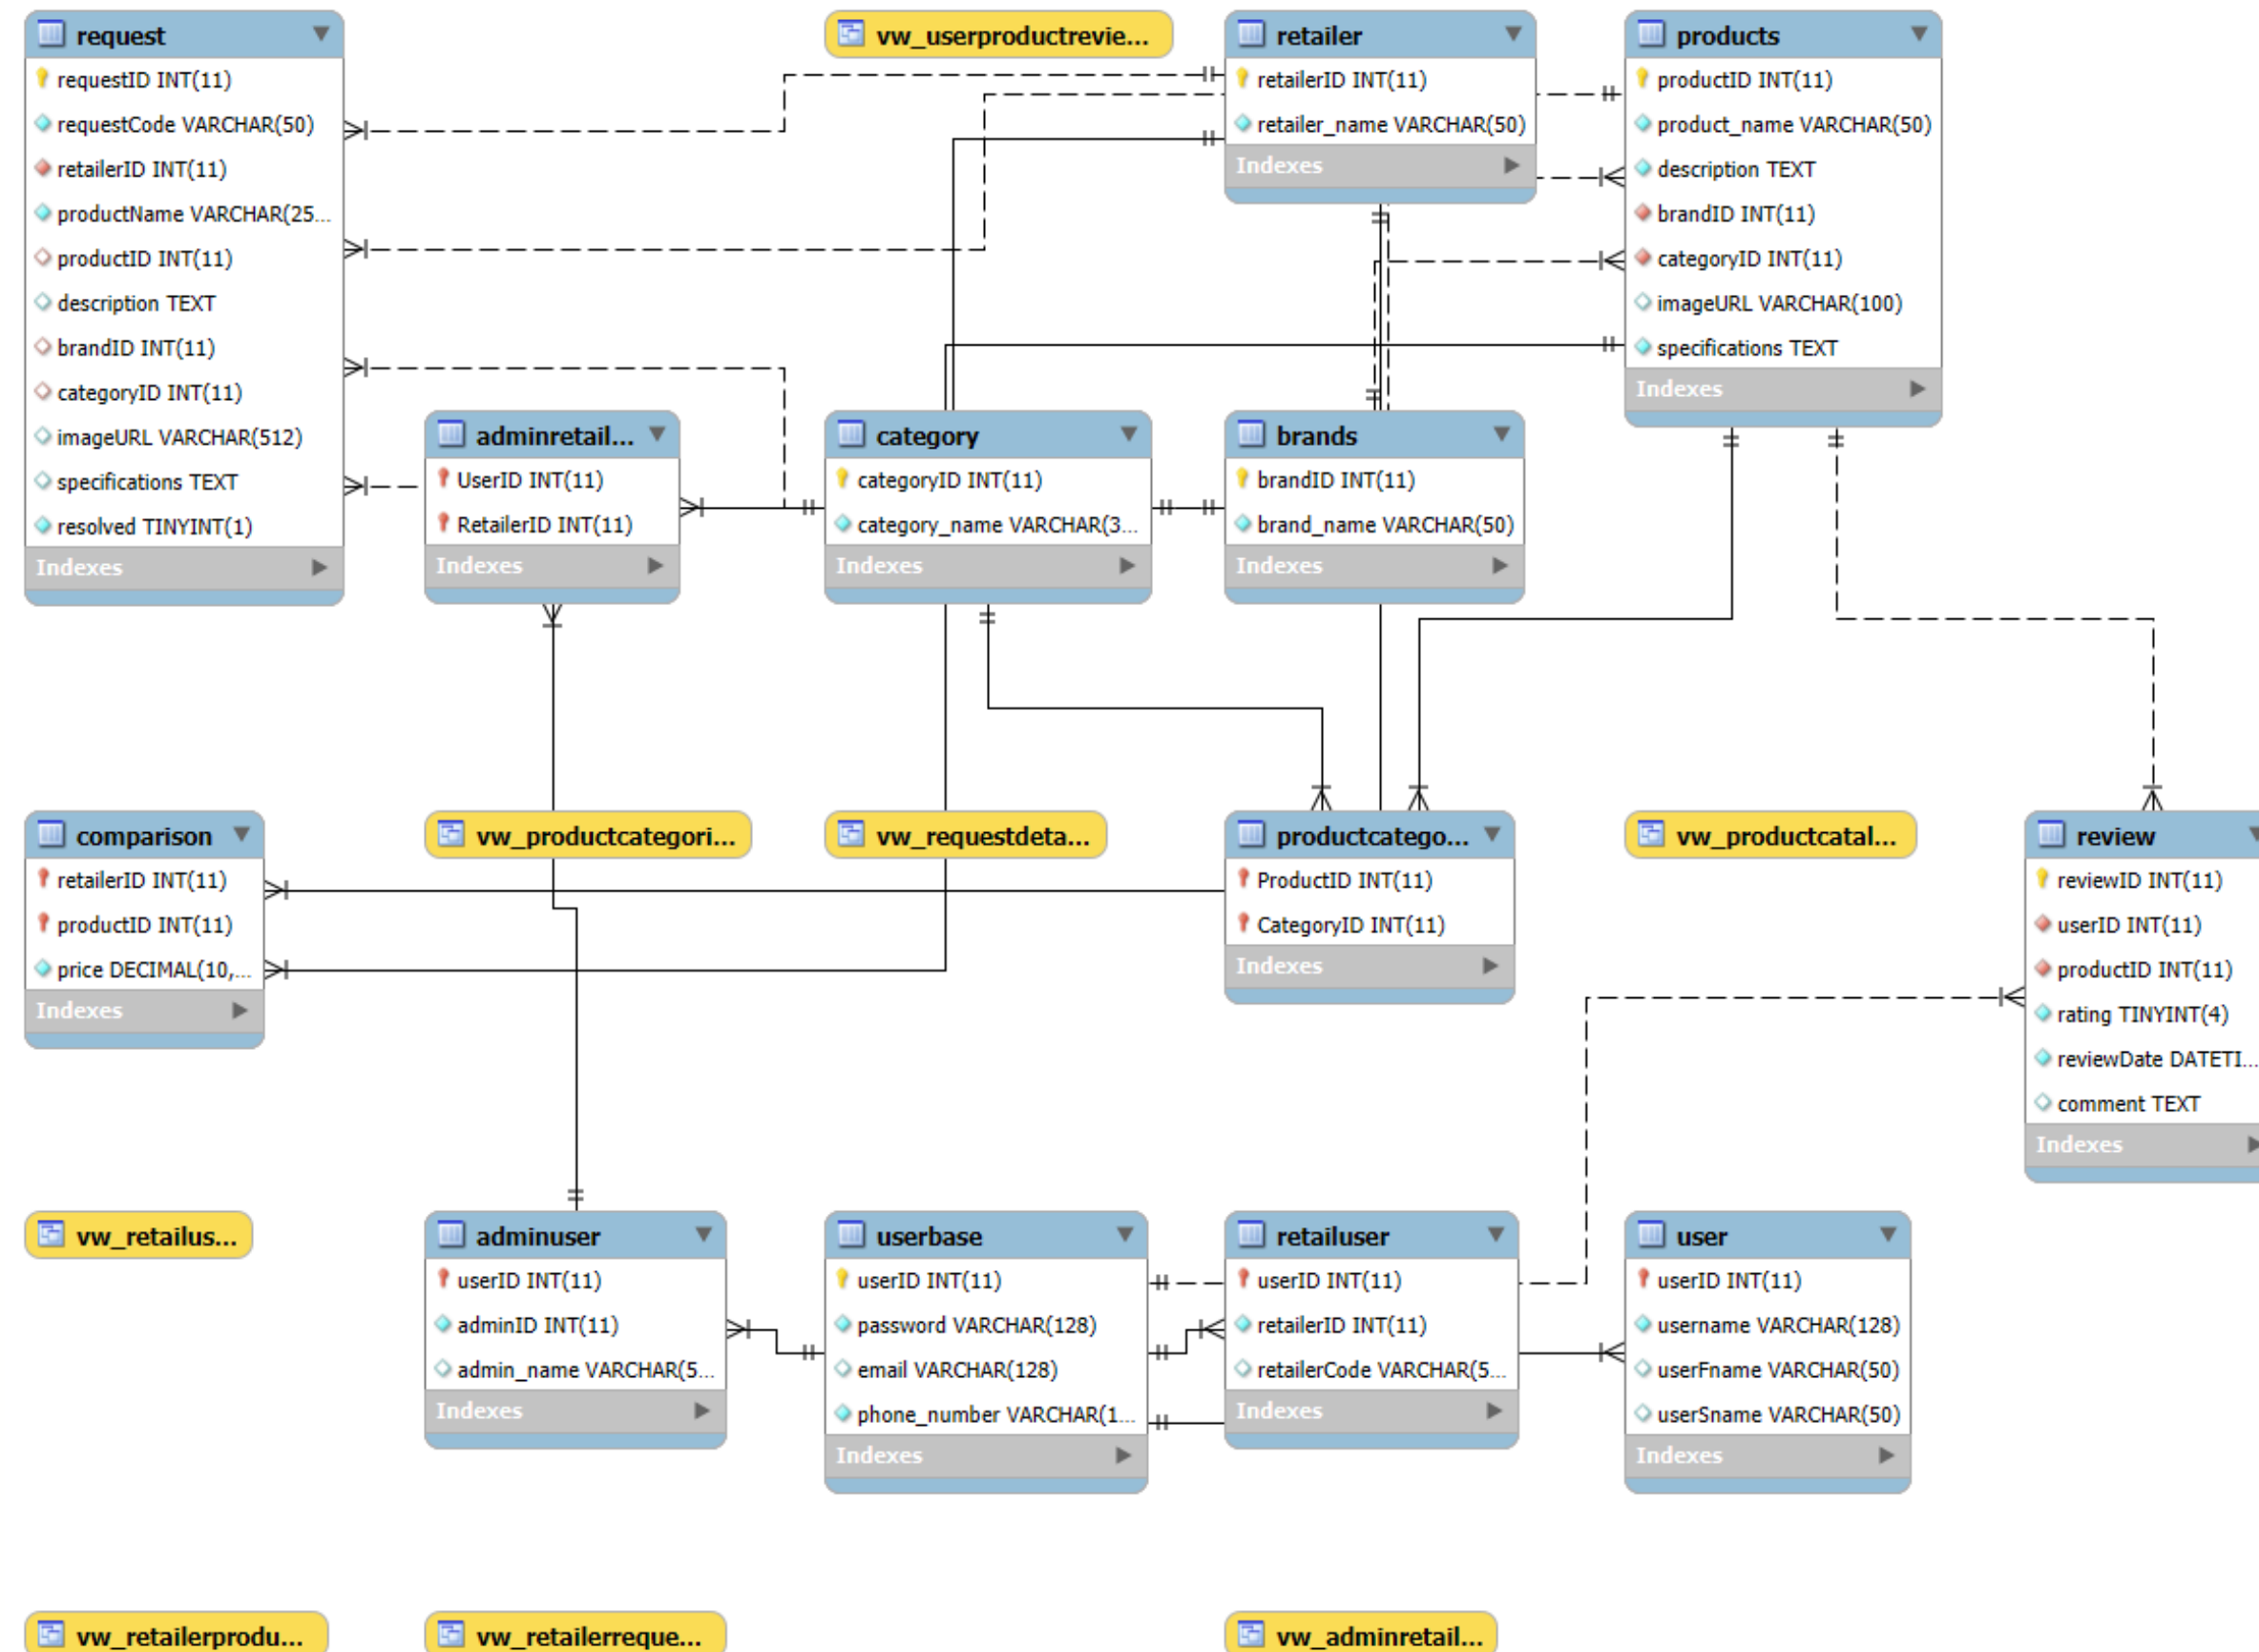 request
requestID INT(11)
requestCode VARCHAR(50)
retailerID INT(11)
productName VARCHAR(25...
productID INT(11)
description TEXT
brandID INT(11)
categoryID INT(11)
imageURL VARCHAR(512)
specifications TEXT
resolved TINYINT(1)
Indexes
vw_userproductrevie...
retailer
retailerID INT(11)
retailer_name VARCHAR(50)
Indexes
products
productID INT(11)
product_name VARCHAR(50)
description TEXT
brandID INT(11)
categoryID INT(11)
imageURL VARCHAR(100)
specifications TEXT
Indexes
adminretail...
UserID INT(11)
RetailerID INT(11)
Indexes
category
categoryID INT(11)
category_name VARCHAR(3...
Indexes
brands
brandID INT(11)
brand_name VARCHAR(50)
Indexes
comparison
retailerID INT(11)
productID INT(11)
price DECIMAL(10,...
Indexes
vw_productcategori...
vw_requestdeta...
productcatego...
ProductID INT(11)
CategoryID INT(11)
Indexes
vw_productcatal...
review
reviewID INT(11)
userID INT(11)
productID INT(11)
rating TINYINT(4)
reviewDate DATETI...
comment TEXT
Indexes
vw_retailus...
adminuser
userID INT(11)
adminID INT(11)
admin_name VARCHAR(5...
Indexes
userbase
userID INT(11)
password VARCHAR(128)
email VARCHAR(128)
phone_number VARCHAR(1...
Indexes
retailuser
userID INT(11)
retailerID INT(11)
retailerCode VARCHAR(5...
Indexes
user
userID INT(11)
username VARCHAR(128)
userFname VARCHAR(50)
userSname VARCHAR(50)
Indexes
vw_retailerprodu...
vw_retailerreque...
vw_adminretail...